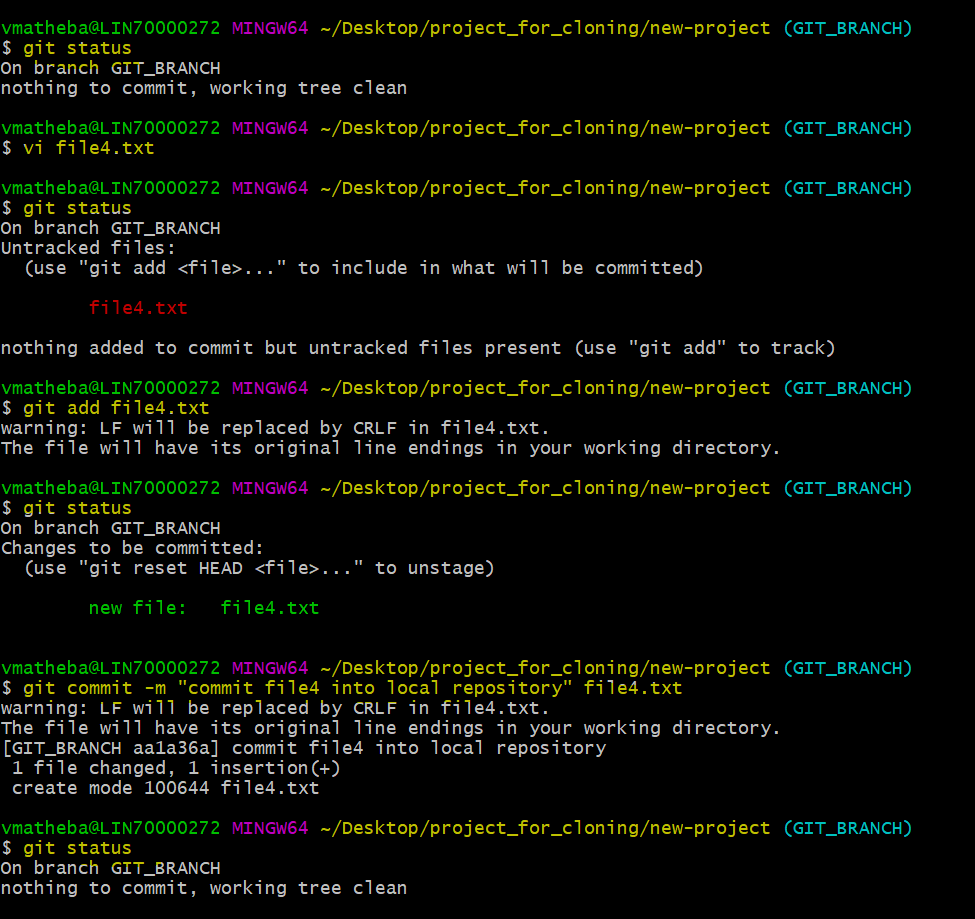 vmatheba@LIN70000272 MINGW64 ~/Desktop/project_for_cloning/new-project (GIT_BRANCH)
$ git status
On branch GIT_BRANCH
nothing to commit, working tree clean

vmatheba@LIN70000272 MINGW64 ~/Desktop/project_for_cloning/new-project (GIT_BRANCH)
$ vi file4.txt

vmatheba@LIN70000272 MINGW64 ~/Desktop/project_for_cloning/new-project (GIT_BRANCH)
$ git status
On branch GIT_BRANCH
Untracked files:
  (use "git add <file>..." to include in what will be committed)

        file4.txt

nothing added to commit but untracked files present (use "git add" to track)

vmatheba@LIN70000272 MINGW64 ~/Desktop/project_for_cloning/new-project (GIT_BRANCH)
$ git add file4.txt
warning: LF will be replaced by CRLF in file4.txt.
The file will have its original line endings in your working directory.

vmatheba@LIN70000272 MINGW64 ~/Desktop/project_for_cloning/new-project (GIT_BRANCH)
$ git status
On branch GIT_BRANCH
Changes to be committed:
  (use "git reset HEAD <file>..." to unstage)

        new file:   file4.txt

vmatheba@LIN70000272 MINGW64 ~/Desktop/project_for_cloning/new-project (GIT_BRANCH)
$ git commit -m "commit file4 into local repository" file4.txt
warning: LF will be replaced by CRLF in file4.txt.
The file will have its original line endings in your working directory.
[GIT_BRANCH aa1a36a] commit file4 into local repository
 1 file changed, 1 insertion(+)
 create mode 100644 file4.txt

vmatheba@LIN70000272 MINGW64 ~/Desktop/project_for_cloning/new-project (GIT_BRANCH)
$ git status
On branch GIT_BRANCH
nothing to commit, working tree clean